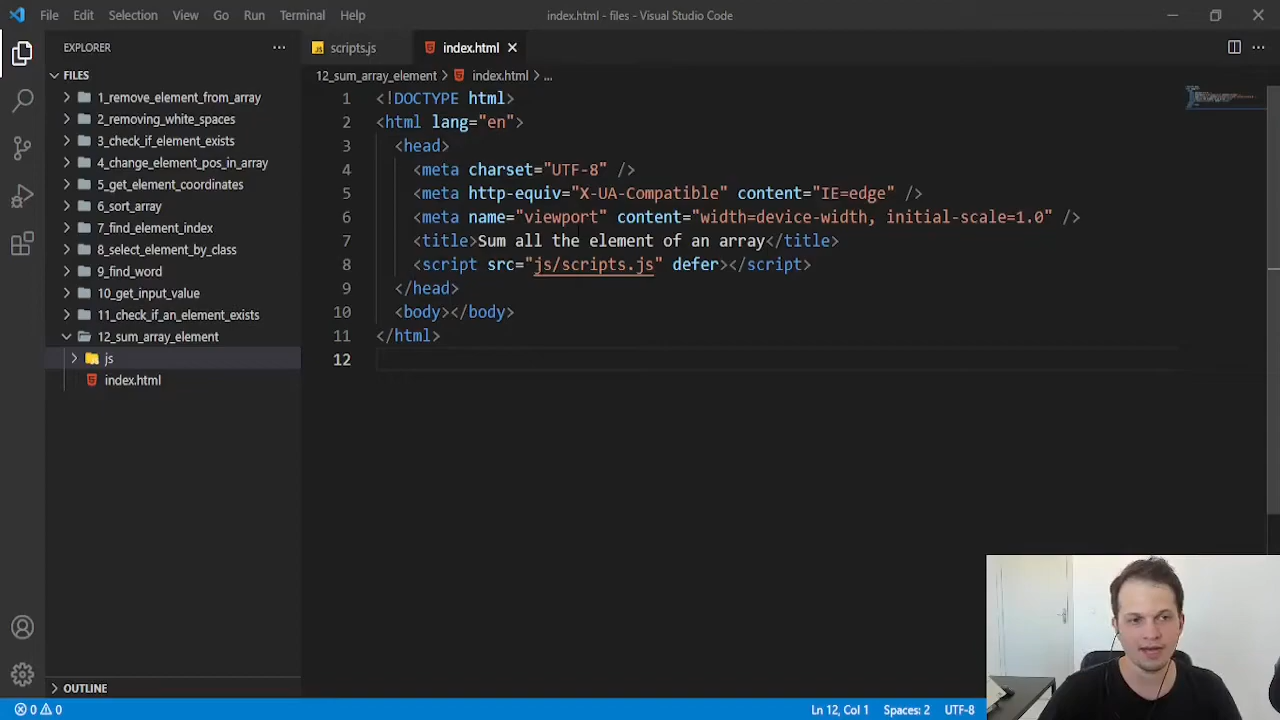 File Edit Selection View Go Run Terminal Help
index.html - files - Visual Studio Code
EXPLORER
FILES
1_remove_element_from_array
2_removing_white_spaces
3_check_if_element_exists
4_change_element_pos_in_array
5_get_element_coordinates
6_sort_array
7_find_element_index
8_select_element_by_class
9_find_word
10_get_input_value
11_check_if_an_element_exists
12_sum_array_element
js
index.html
OUTLINE
JS scripts.js
index.html
12_sum_array_element > index.html > ...
1 <!DOCTYPE html>
2 <html lang="en">
3 <head>
4 <meta charset="UTF-8" />
5 <meta http-equiv="X-UA-Compatible" content="IE=edge" />
6 <meta name="viewport" content="width=device-width, initial-scale=1.0" />
7 <title>Sum all the element of an array</title>
8 <script src="js/scripts.js" defer></script>
9 </head>
10 <body></body>
11 </html>
12
0 0
Ln 12, Col 1 Spaces: 2 UTF-8